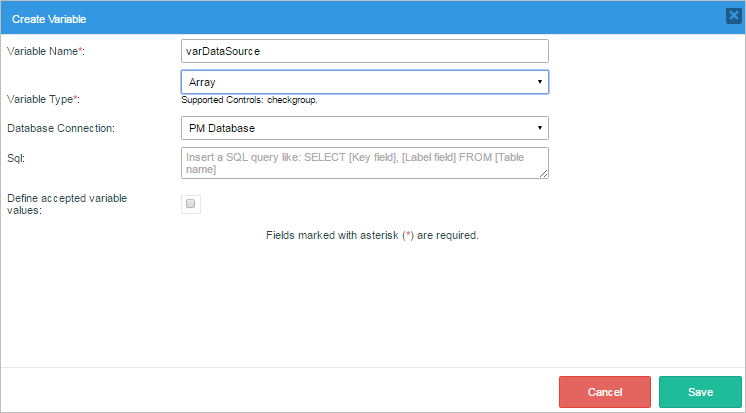 Create Variable
Variable Name*: varDataSource
Array
Variable Type*: Supported Controls: checkgroup.
Database Connection: PM Database
Sql: Insert a SQL query like: SELECT [Key field], [Label field] FROM [Table
name]
Define accepted variable
values:
Fields marked with asterisk (*) are required.
Cancel Save